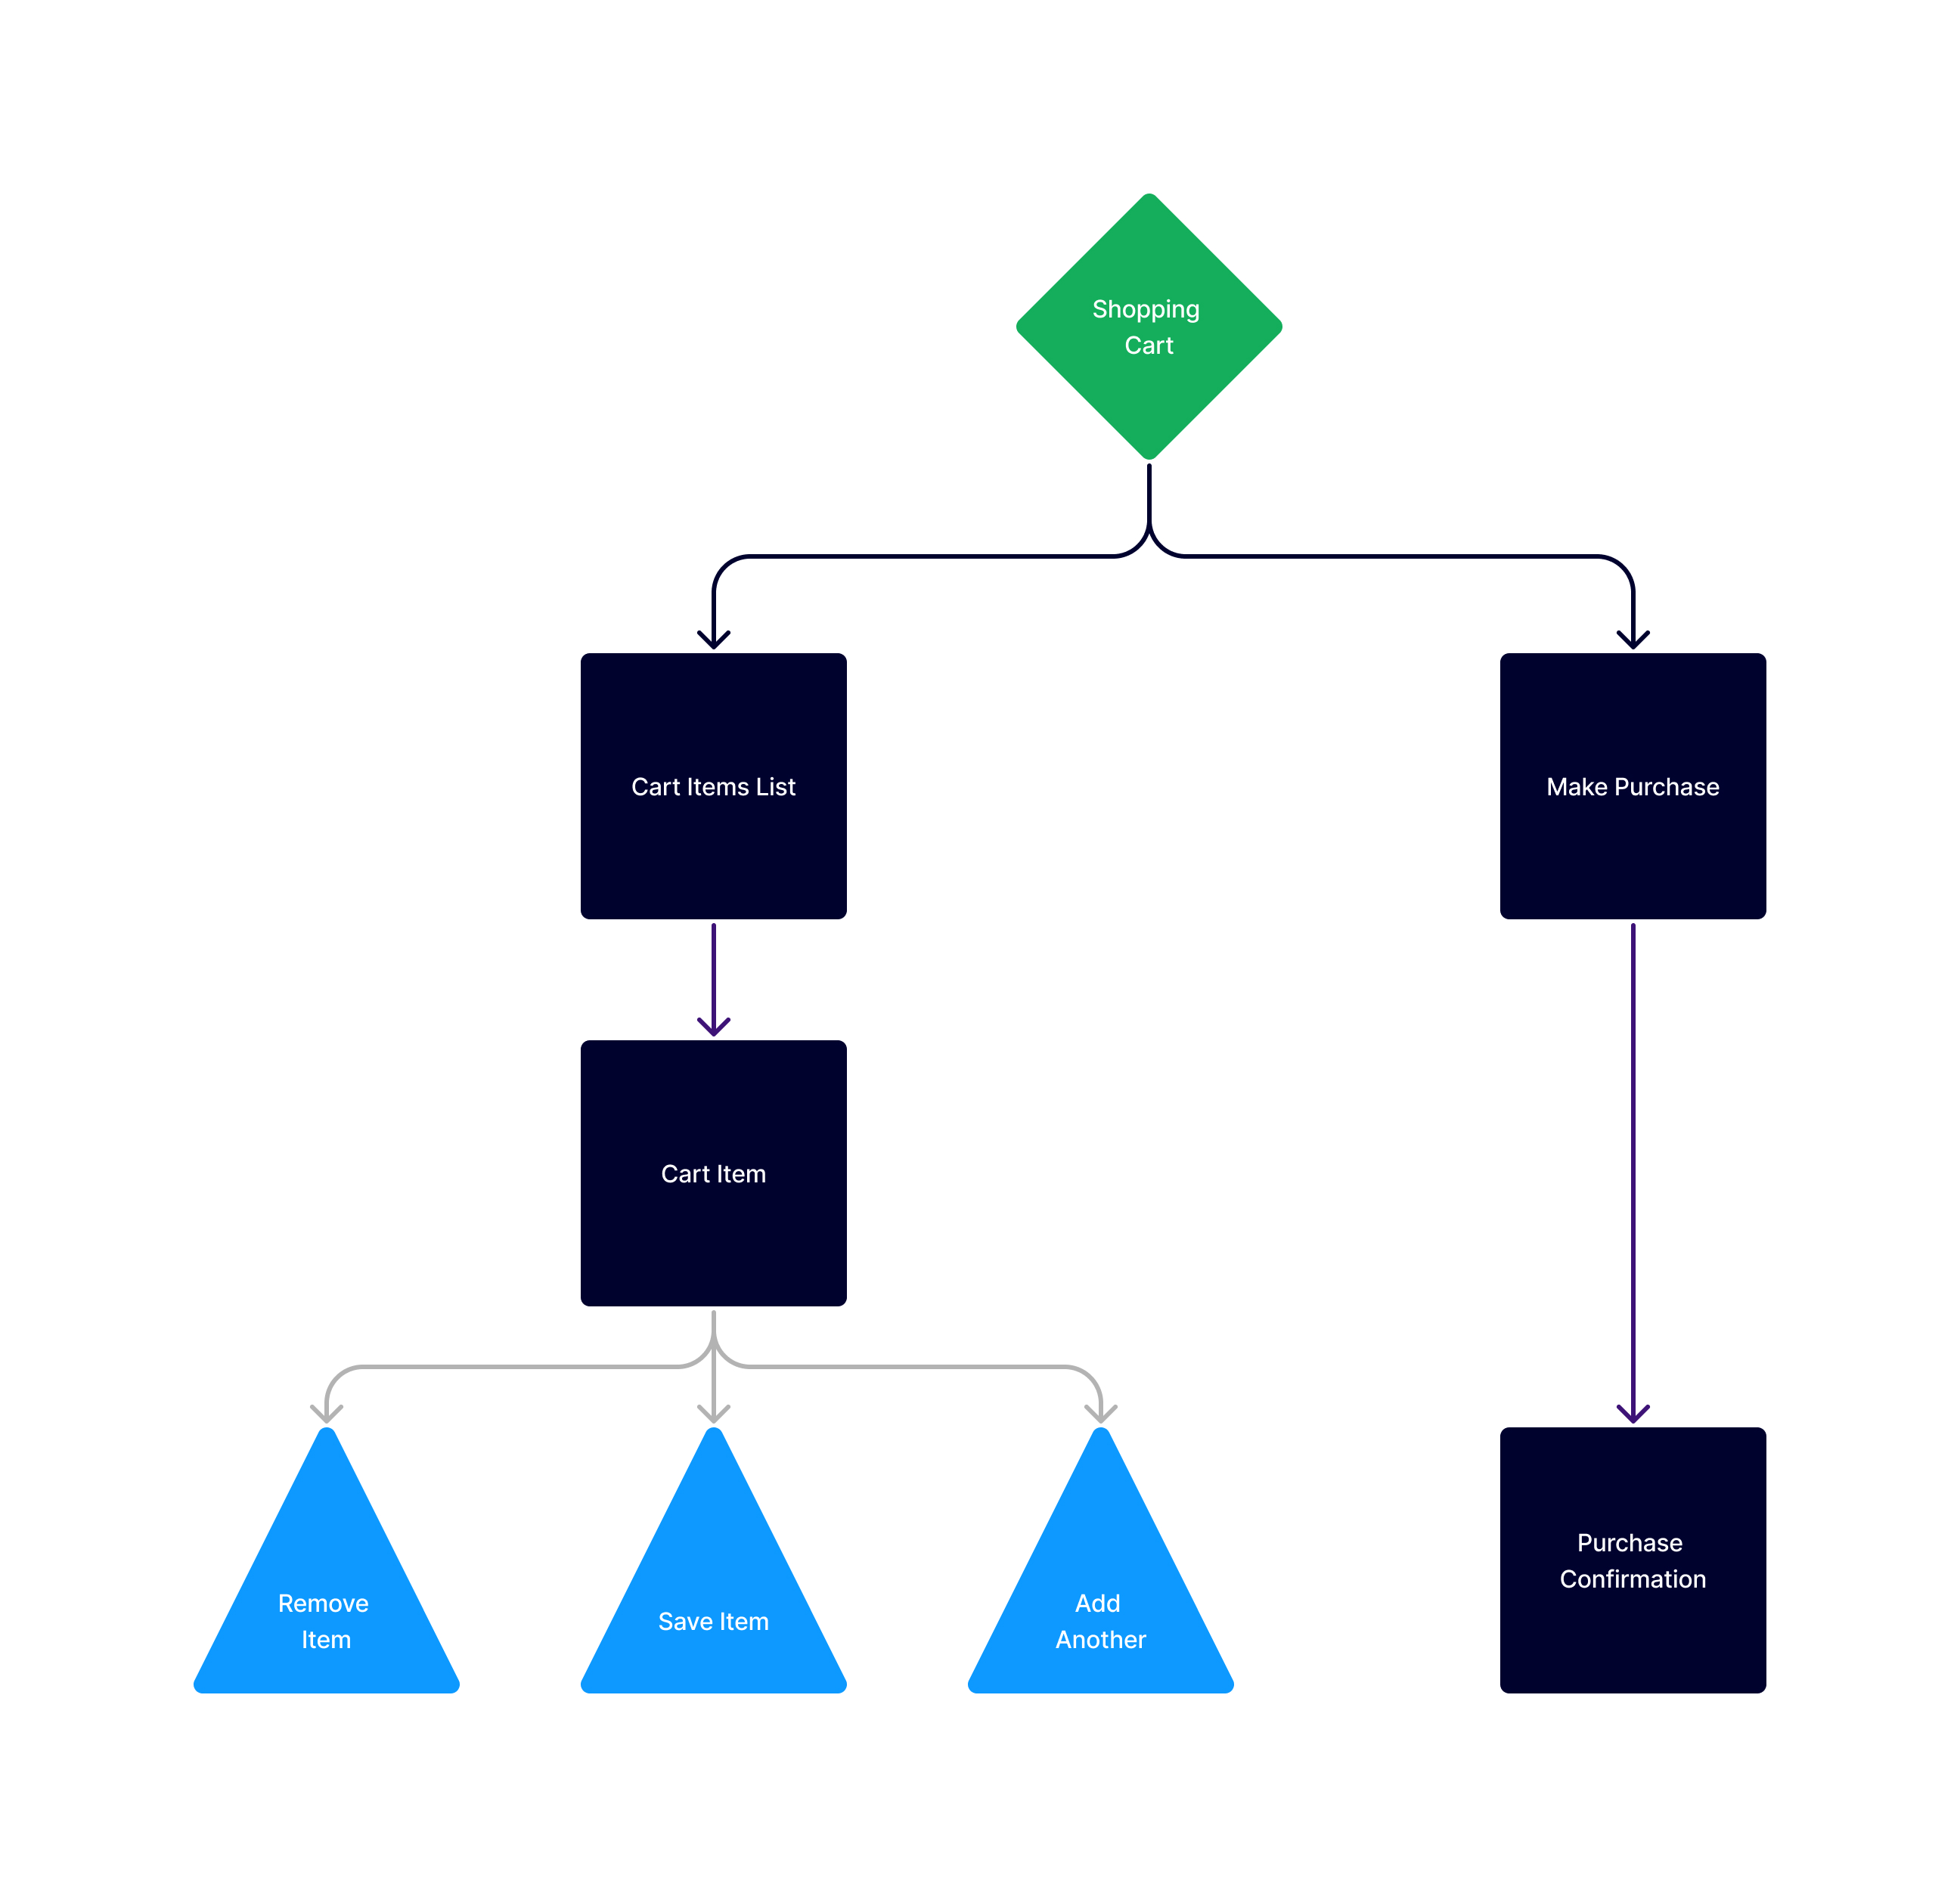 Shopping
Cart
Cart Items List
Make Purchase
Cart Item
Remove
Item
Save Item
Add
Another
Purchase
Confirmation